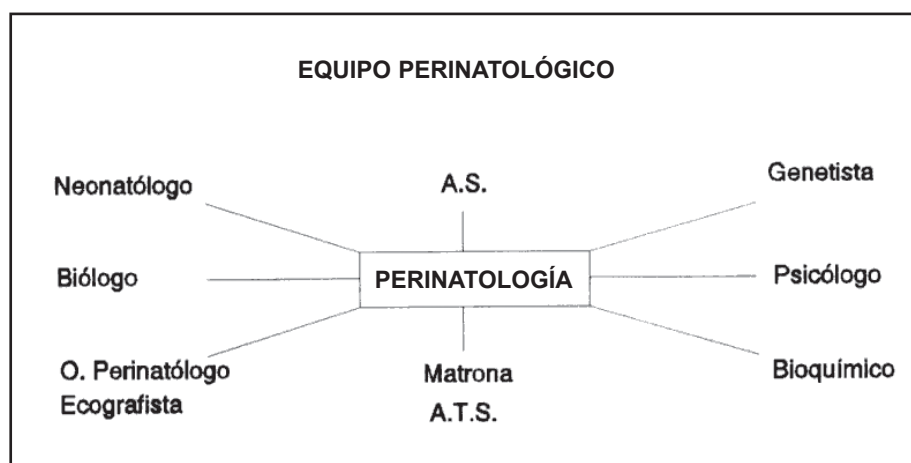 EQUIPO PERINATOLÓGICO
Neonatólogo
A.S.
Genetista
Biólogo
PERINATOLOGÍA
Psicólogo
O. Perinatólogo
Ecografista
Matrona
A.T.S.
Bioquímico